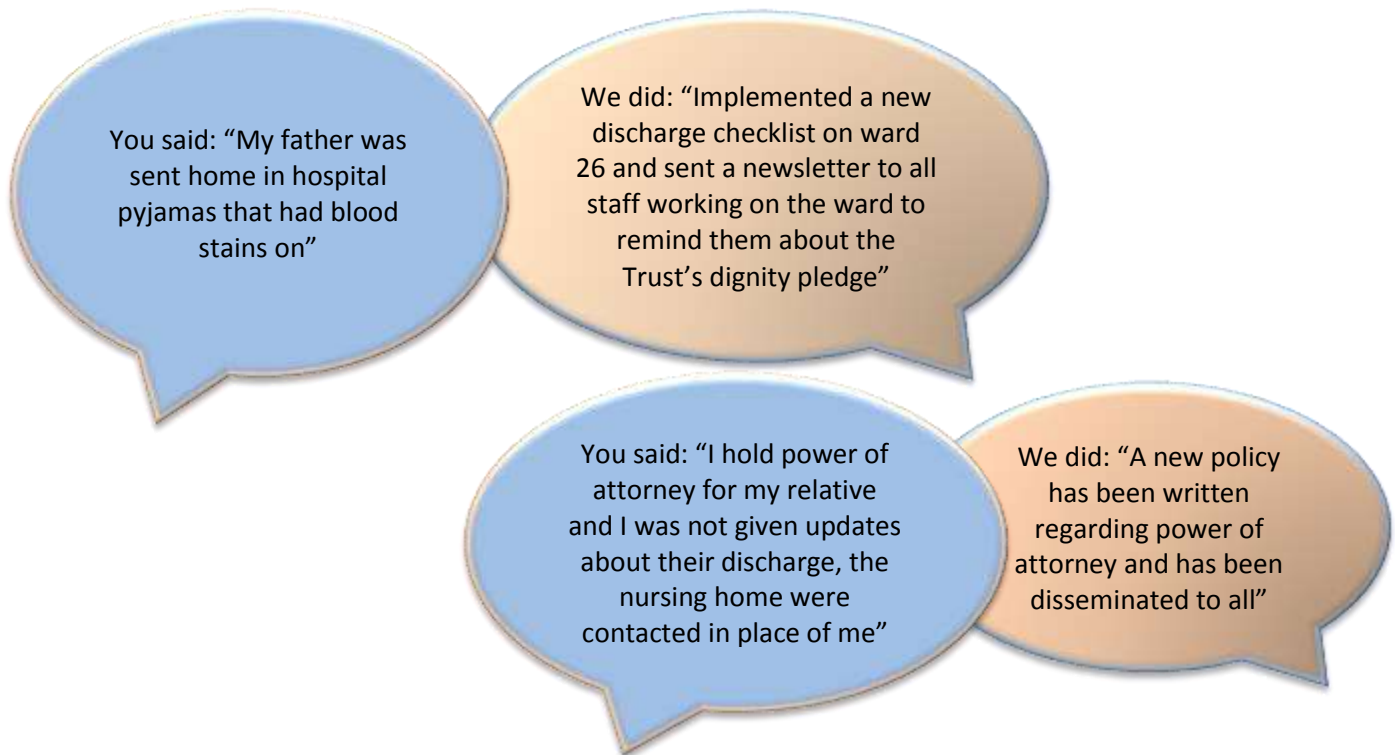 You said: “My father was
sent home in hospital
pyjamas that had blood
stains on”
We did: “Implemented a new
discharge checklist on ward
26 and sent a newsletter to all
staff working on the ward to
remind them about the
Trust’s dignity pledge”
You said: “I hold power of
attorney for my relative
and I was not given updates
about their discharge, the
nursing home were
contacted in place of me”
We did: “A new policy
has been written
regarding power of
attorney and has been
disseminated to all”